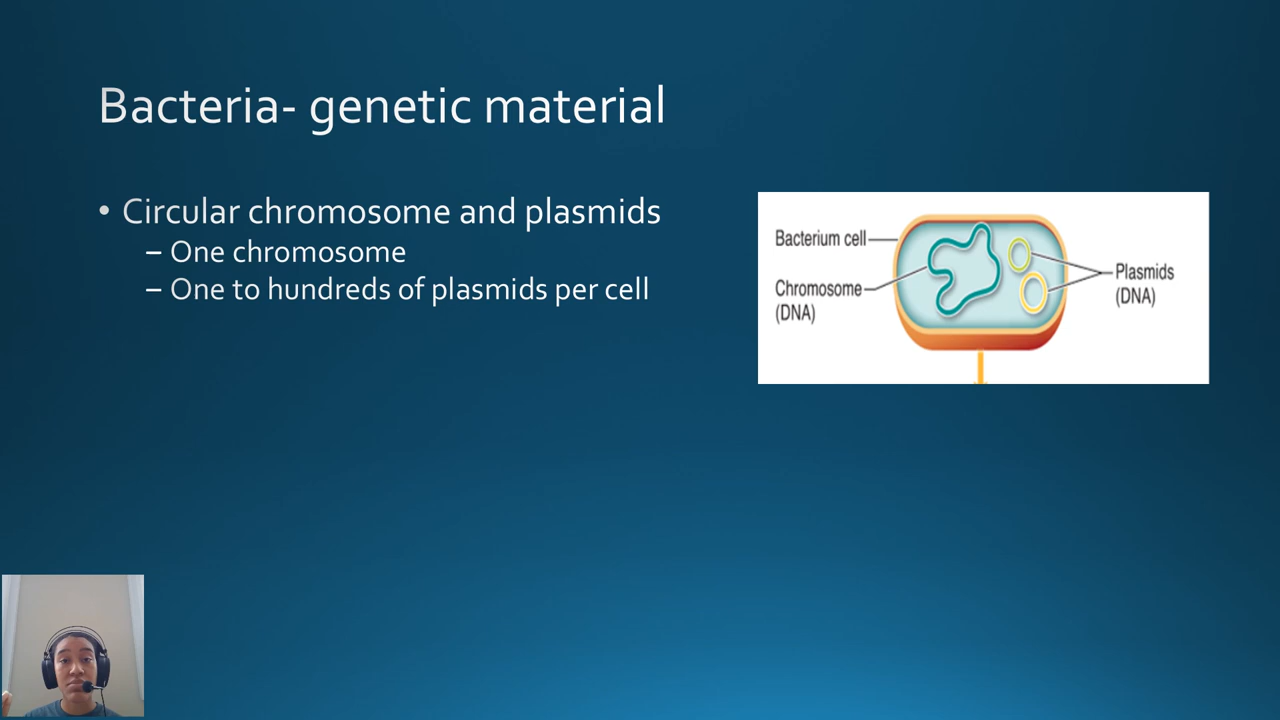 Bacteria- genetic material
• Circular chromosome and plasmids
– One chromosome
– One to hundreds of plasmids per cell
Bacterium cell
Chromosome
(DNA)
Plasmids
(DNA)